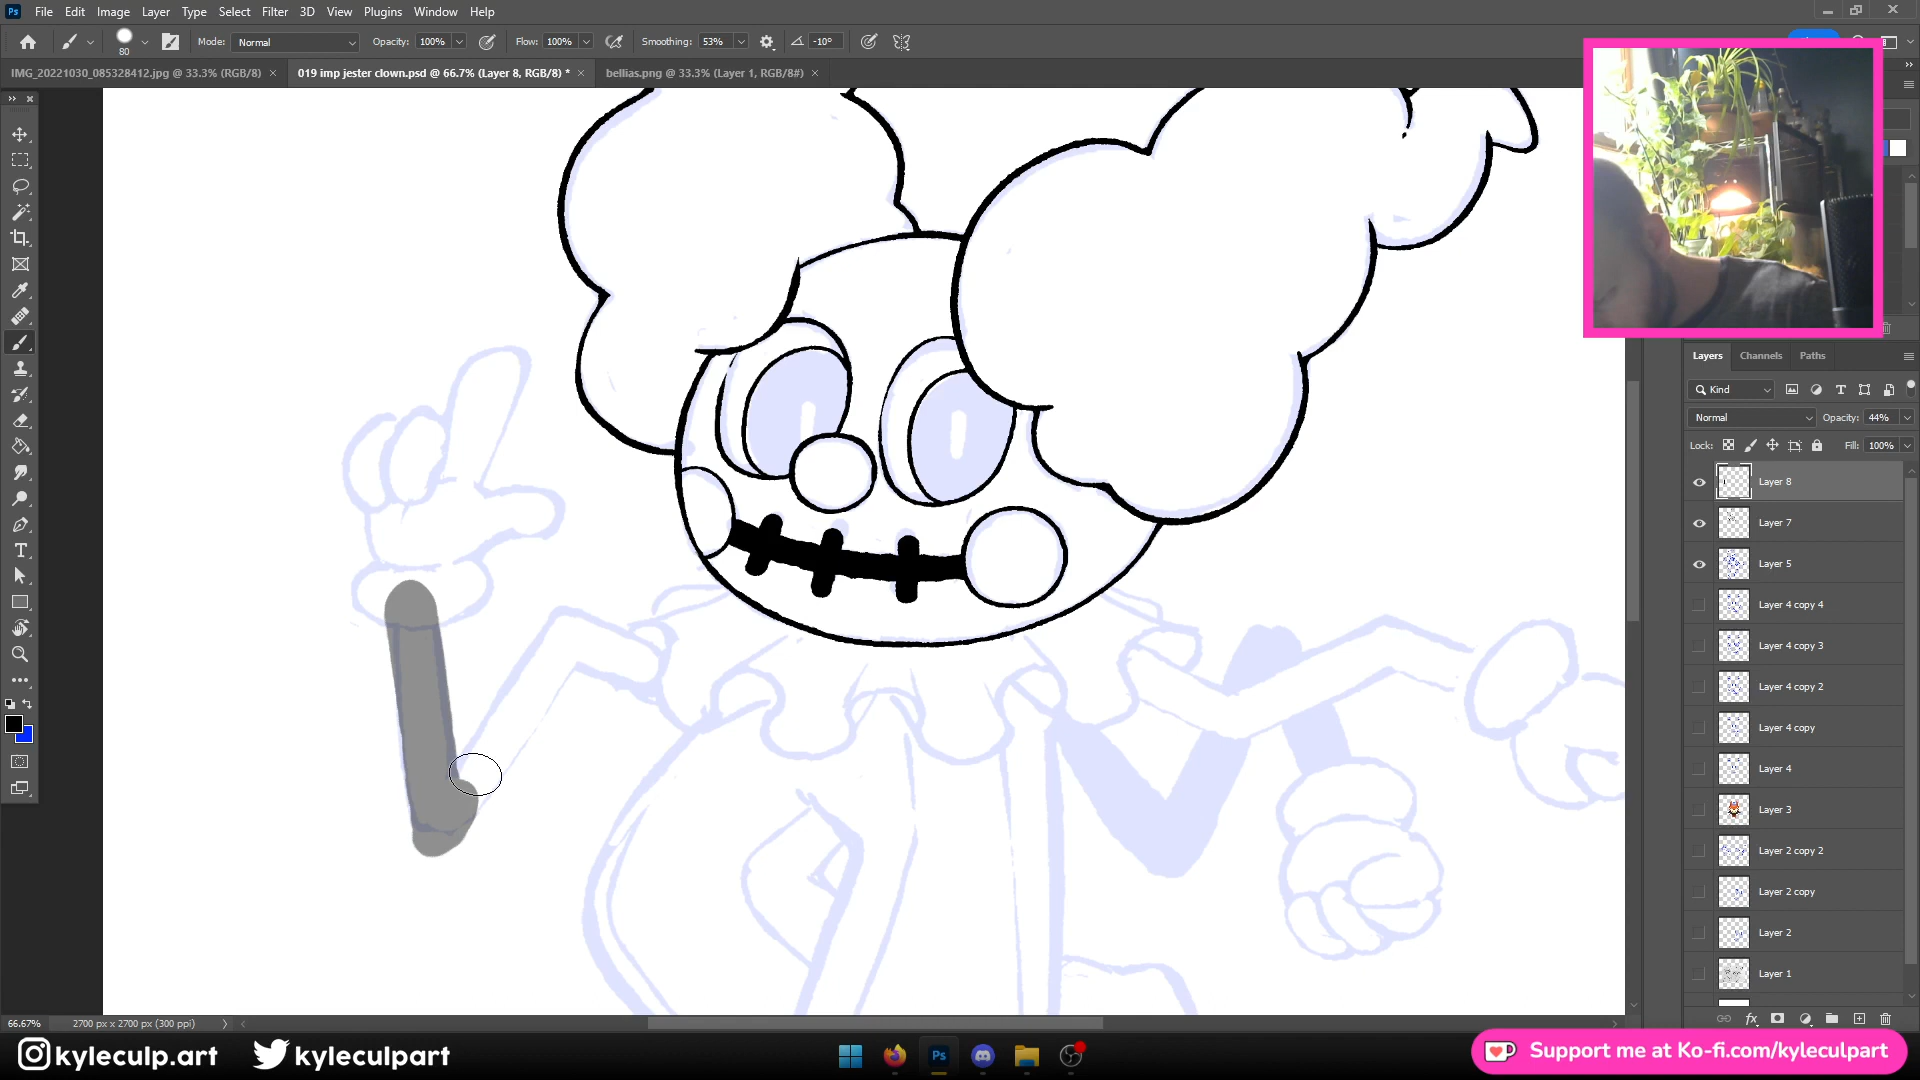 Ps File Edit Image Layer Type Select Filter 3D View Plugins Window Help
80 Mode: Normal Opacity: 100% Flow: 100% Smoothing: 53% -10°
IMG_20221030_085328412.jpg @ 33.3% (RGB/8) × 019 imp jester clown.psd @ 66.7% (Layer 8, RGB/8) * × bellias.png @ 33.3% (Layer 1, RGB/8#) ×
Layers Channels Paths
Kind
Normal Opacity: 44%
Lock: Fill: 100%
Layer 8
Layer 7
Layer 5
Layer 4 copy 4
Layer 4 copy 3
Layer 4 copy 2
Layer 4 copy
Layer 4
Layer 3
Layer 2 copy 2
Layer 2 copy
Layer 2
Layer 1
66.67% 2700 px x 2700 px (300 ppi)
kyleculp.art kyleculpart
Ps
Support me at Ko-fi.com/kyleculpart